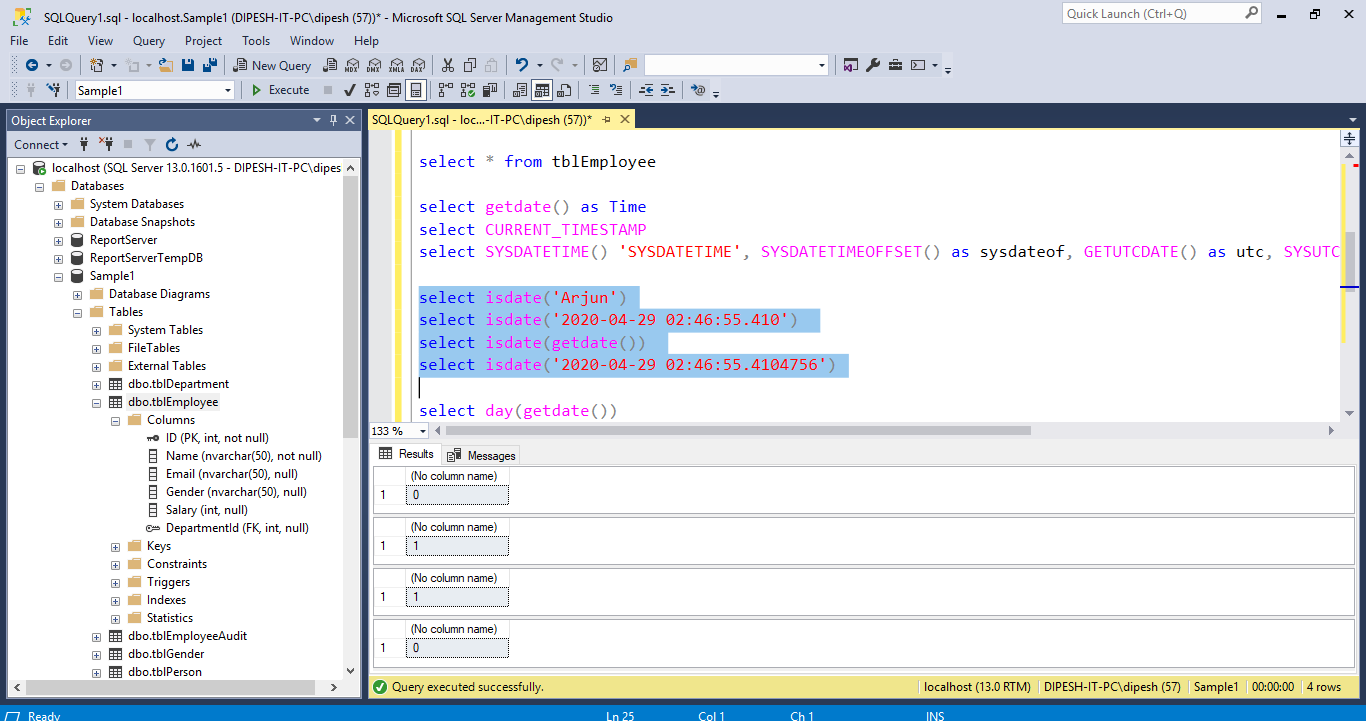 SQLQuery1.sql - localhost.Sample1 (DIPESH-IT-PC\dipesh (57))* - Microsoft SQL Server Management Studio
Quick Launch (Ctrl+Q)
File Edit View Query Project Tools Window Help
New Query MDX DMX XMLA DAX
Sample1 Execute
Object Explorer
Connect
localhost (SQL Server 13.0.1601.5 - DIPESH-IT-PC\dipes
Databases
System Databases
Database Snapshots
ReportServer
ReportServerTempDB
Sample1
Database Diagrams
Tables
System Tables
FileTables
External Tables
dbo.tblDepartment
dbo.tblEmployee
Columns
ID (PK, int, not null)
Name (nvarchar(50), not null)
Email (nvarchar(50), null)
Gender (nvarchar(50), null)
Salary (int, null)
DepartmentId (FK, int, null)
Keys
Constraints
Triggers
Indexes
Statistics
dbo.tblEmployeeAudit
dbo.tblGender
dbo.tblPerson
SQLQuery1.sql - loc...-IT-PC\dipesh (57))*
select * from tblEmployee
select getdate() as Time
select CURRENT_TIMESTAMP
select SYSDATETIME() 'SYSDATETIME', SYSDATETIMEOFFSET() as sysdateof, GETUTCDATE() as utc, SYSUTC
select isdate('Arjun')
select isdate('2020-04-29 02:46:55.410')
select isdate(getdate())
select isdate('2020-04-29 02:46:55.4104756')
select day(getdate())
133 %
Results Messages
(No column name)
1 0
(No column name)
1 1
(No column name)
1 1
(No column name)
1 0
Query executed successfully. localhost (13.0 RTM) DIPESH-IT-PC\dipesh (57) Sample1 00:00:00 4 rows
Ready Ln 25 Col 1 Ch 1 INS